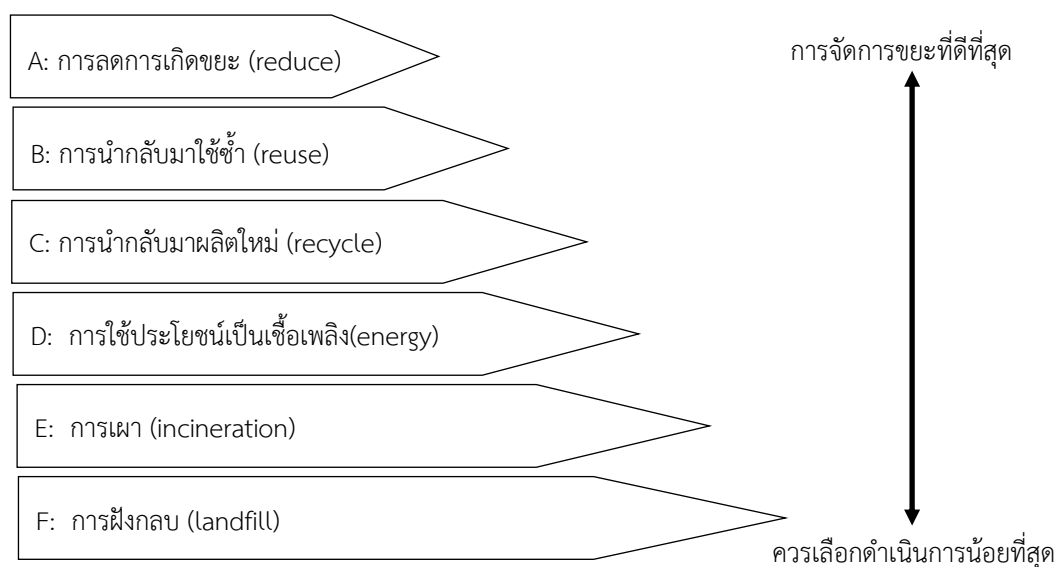 A: การลดการเกิดขยะ (reduce)
การจัดการขยะที่ดีที่สุด
B: การนำกลับมาใช้ซ้ำ (reuse)
C: การนำกลับมาผลิตใหม่ (recycle)
D: การใช้ประโยชน์เป็นเชื้อเพลิง(energy)
E: การเผา (incineration)
F: การฝังกลบ (landfill)
ควรเลือกดำเนินการน้อยที่สุด